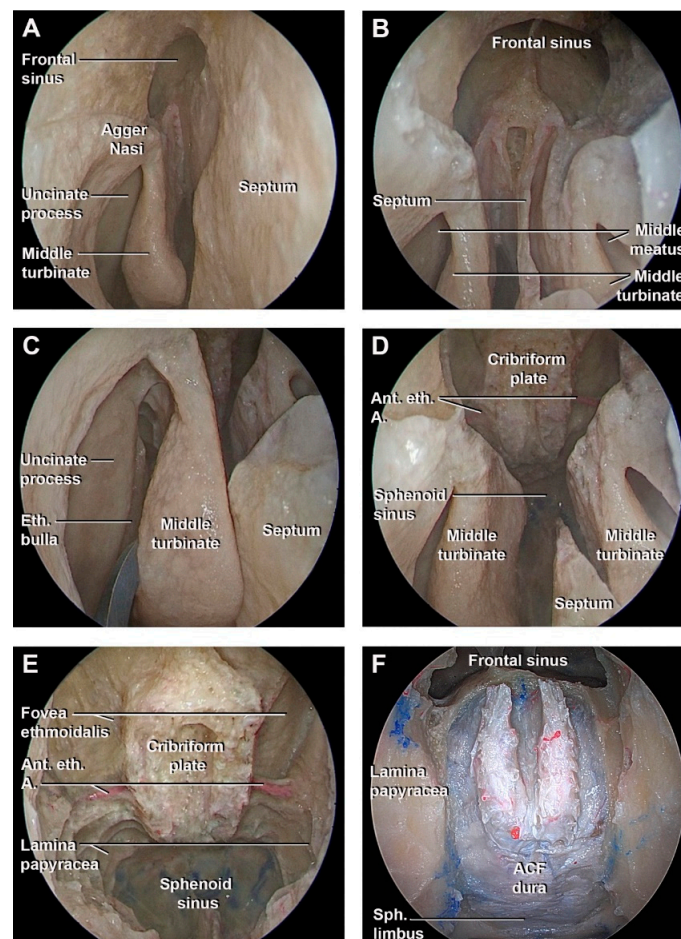 A
Frontal
sinus
Agger
Nasi
Uncinate
process
Septum
Middle
turbinate
B
Frontal sinus
Septum
Middle
meatus
Middle
turbinate
C
Uncinate
process
Eth.
bulla
Middle
turbinate
Septum
D
Cribriform
plate
Ant. eth.
A.
Sphenoid
sinus
Middle
turbinate
Middle
turbinate
Septum
E
Fovea
ethmoidalis
Cribriform
plate
Ant. eth.
A.
Lamina
papyracea
Sphenoid
sinus
F
Frontal sinus
Lamina
papyracea
ACF
dura
Sph.
limbus